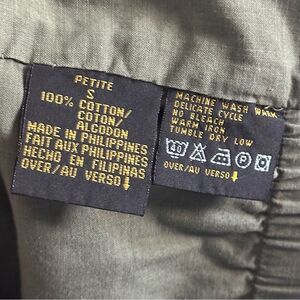 PETITE
S
100% COTTON/
COTON/
ALGODON
MADE IN PHILIPPINES
FAIT AUX PHILIPPINES
HECHO EN FILIPINAS
OVER/AU VERSO
MACHINE WASH WARM
DELICATE CYCLE
NO BLEACH
WARM IRON
TUMBLE DRY LOW
40
OVER/AU VERSO